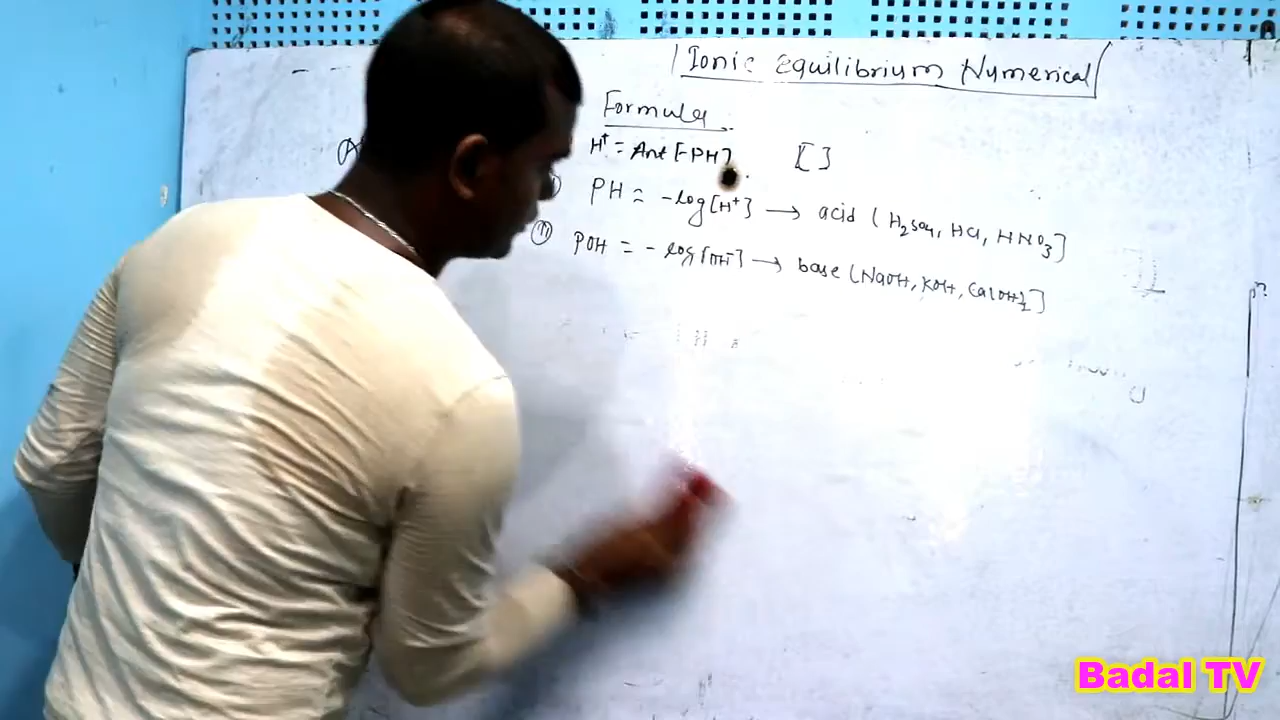 Ionic Equilibrium Numerical
Formula
H⁺ = Ant [-PH] [ ]
PH = -log[H⁺] → acid (H₂SO₄, HCl, HNO₃]
(ii) POH = -log[OH⁻] → base (NaOH, KOH, Ca(OH)₂]
Badal TV